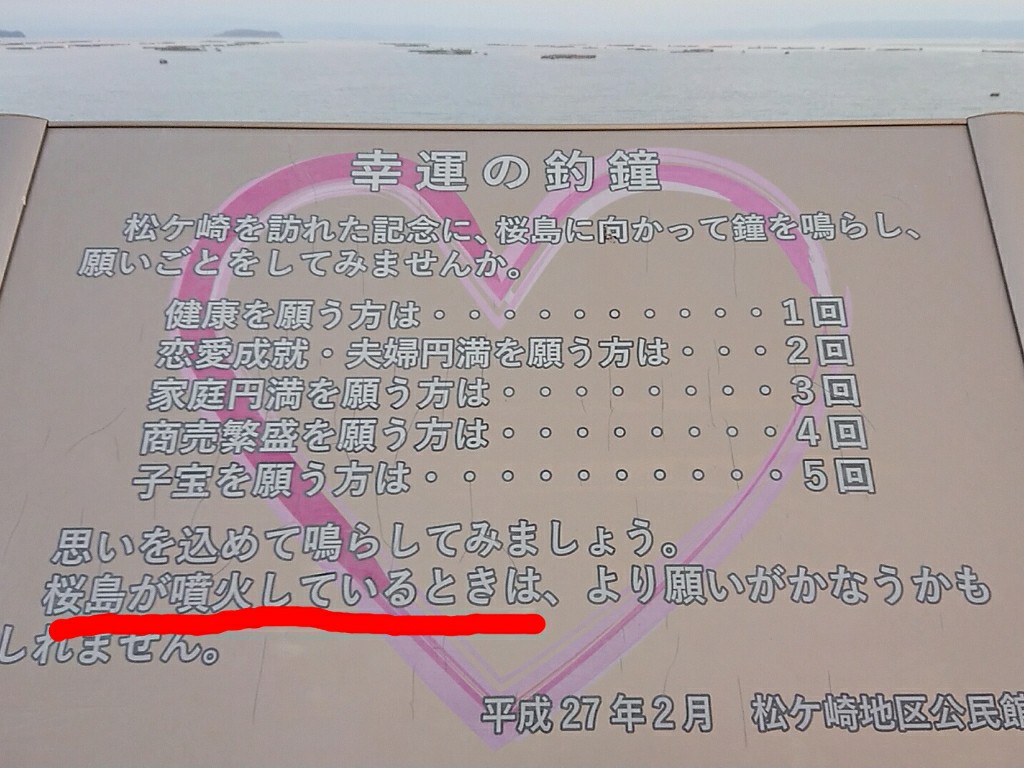 幸運の釣鐘
松ケ崎を訪れた記念に、桜島に向かって鐘を鳴らし、
願いごとをしてみませんか。
健康を願う方は・・・・・・・・・・1回
恋愛成就・夫婦円満を願う方は・・・2回
家庭円満を願う方は・・・・・・・・3回
商売繁盛を願う方は・・・・・・・・4回
子宝を願う方は・・・・・・・・・・5回
思いを込めて鳴らしてみましょう。
桜島が噴火しているときは、より願いがかなうかも
しれません。
平成27年2月　松ケ崎地区公民館